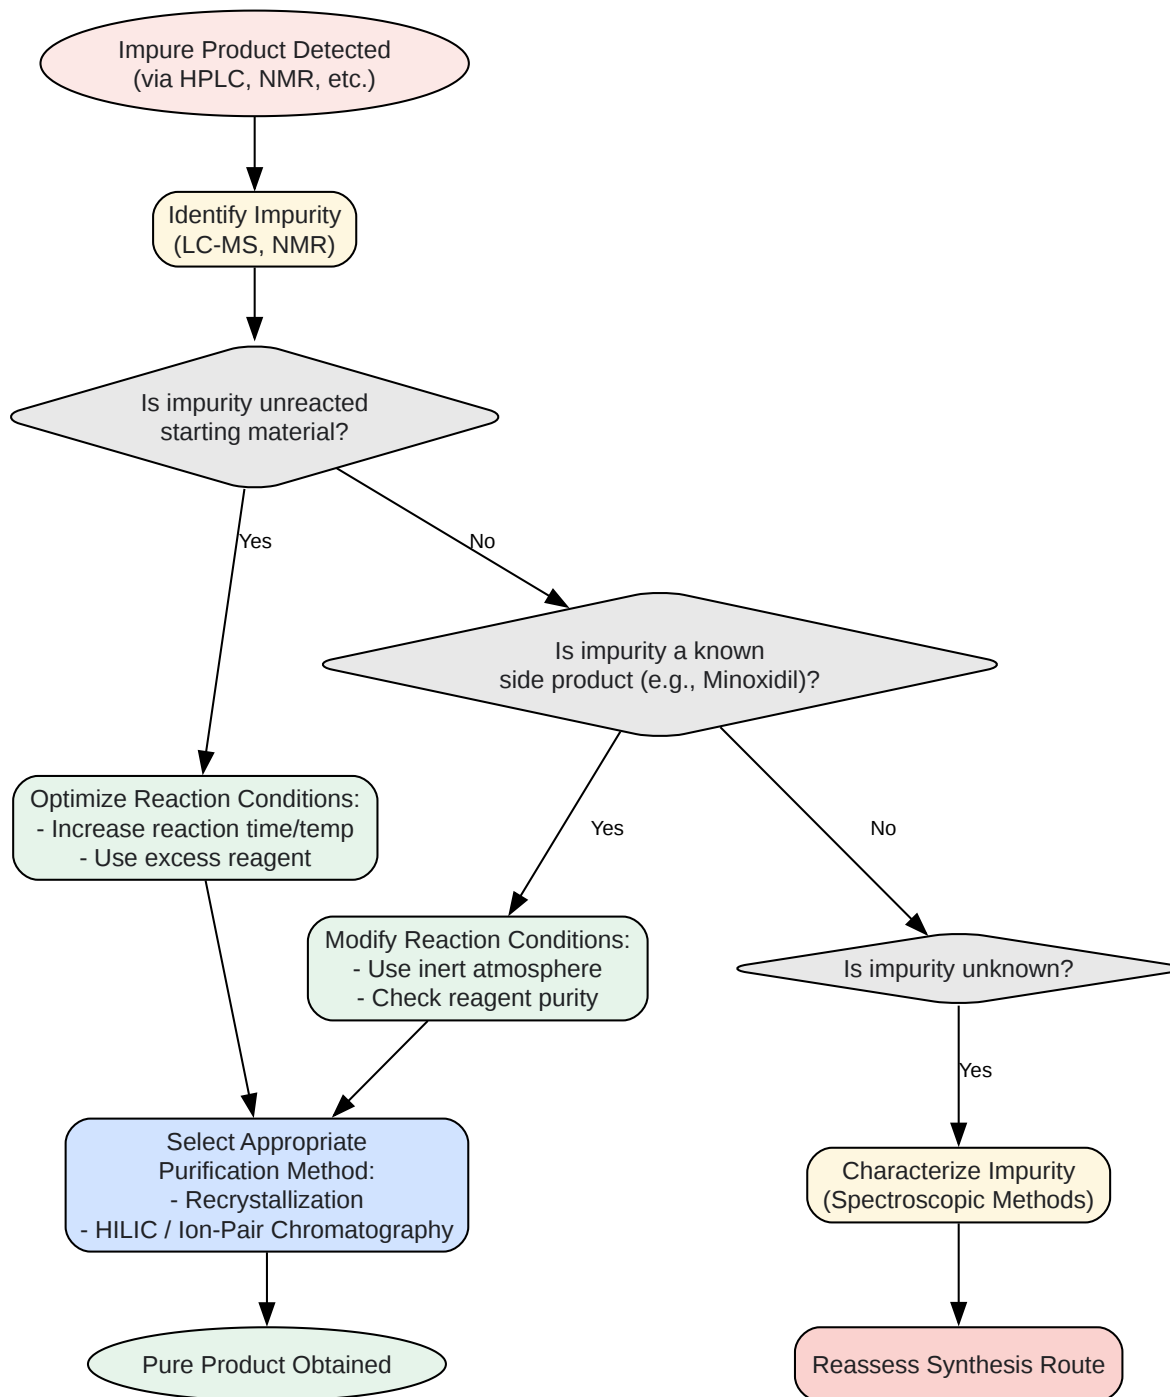 Impure Product Detected
(via HPLC, NMR, etc.)
Identify Impurity
(LC-MS, NMR)
Is impurity unreacted
starting material?
Yes
No
Is impurity a known
side product (e.g., Minoxidil)?
Optimize Reaction Conditions:
- Increase reaction time/temp
- Use excess reagent
Yes
No
Modify Reaction Conditions:
- Use inert atmosphere
- Check reagent purity
Is impurity unknown?
Yes
Select Appropriate
Purification Method:
- Recrystallization
- HILIC / Ion-Pair Chromatography
Characterize Impurity
(Spectroscopic Methods)
Pure Product Obtained
Reassess Synthesis Route